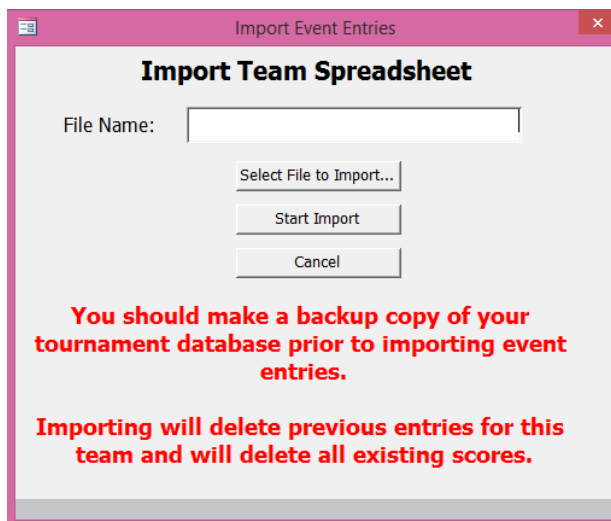 Import Event Entries
Import Team Spreadsheet
File Name:
Select File to Import...
Start Import
Cancel
You should make a backup copy of your
tournament database prior to importing event
entries.
Importing will delete previous entries for this
team and will delete all existing scores.